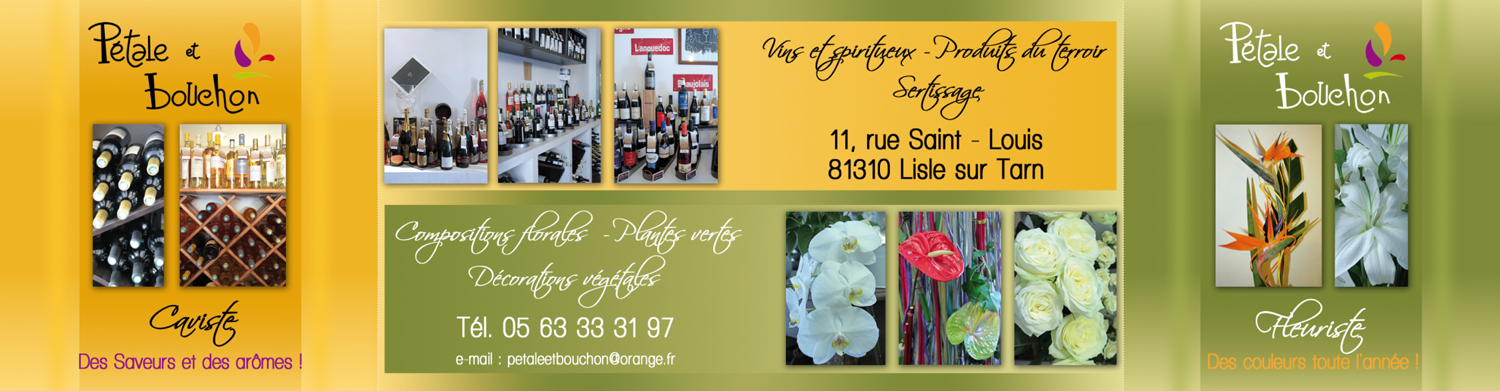 Pétale et
bouchon
Caviste
Des Saveurs et des arômes !
Languedoc
Beaujolais
Vins et spiritueux - Produits du terroir
Sertissage
11, rue Saint - Louis
81310 Lisle sur Tarn
Compositions florales - Plantes vertes
Décorations végétales
Tél. 05 63 33 31 97
e-mail : petaleetbouchon@orange.fr
Pétale et
bouchon
Fleuriste
Des couleurs toute l'année !